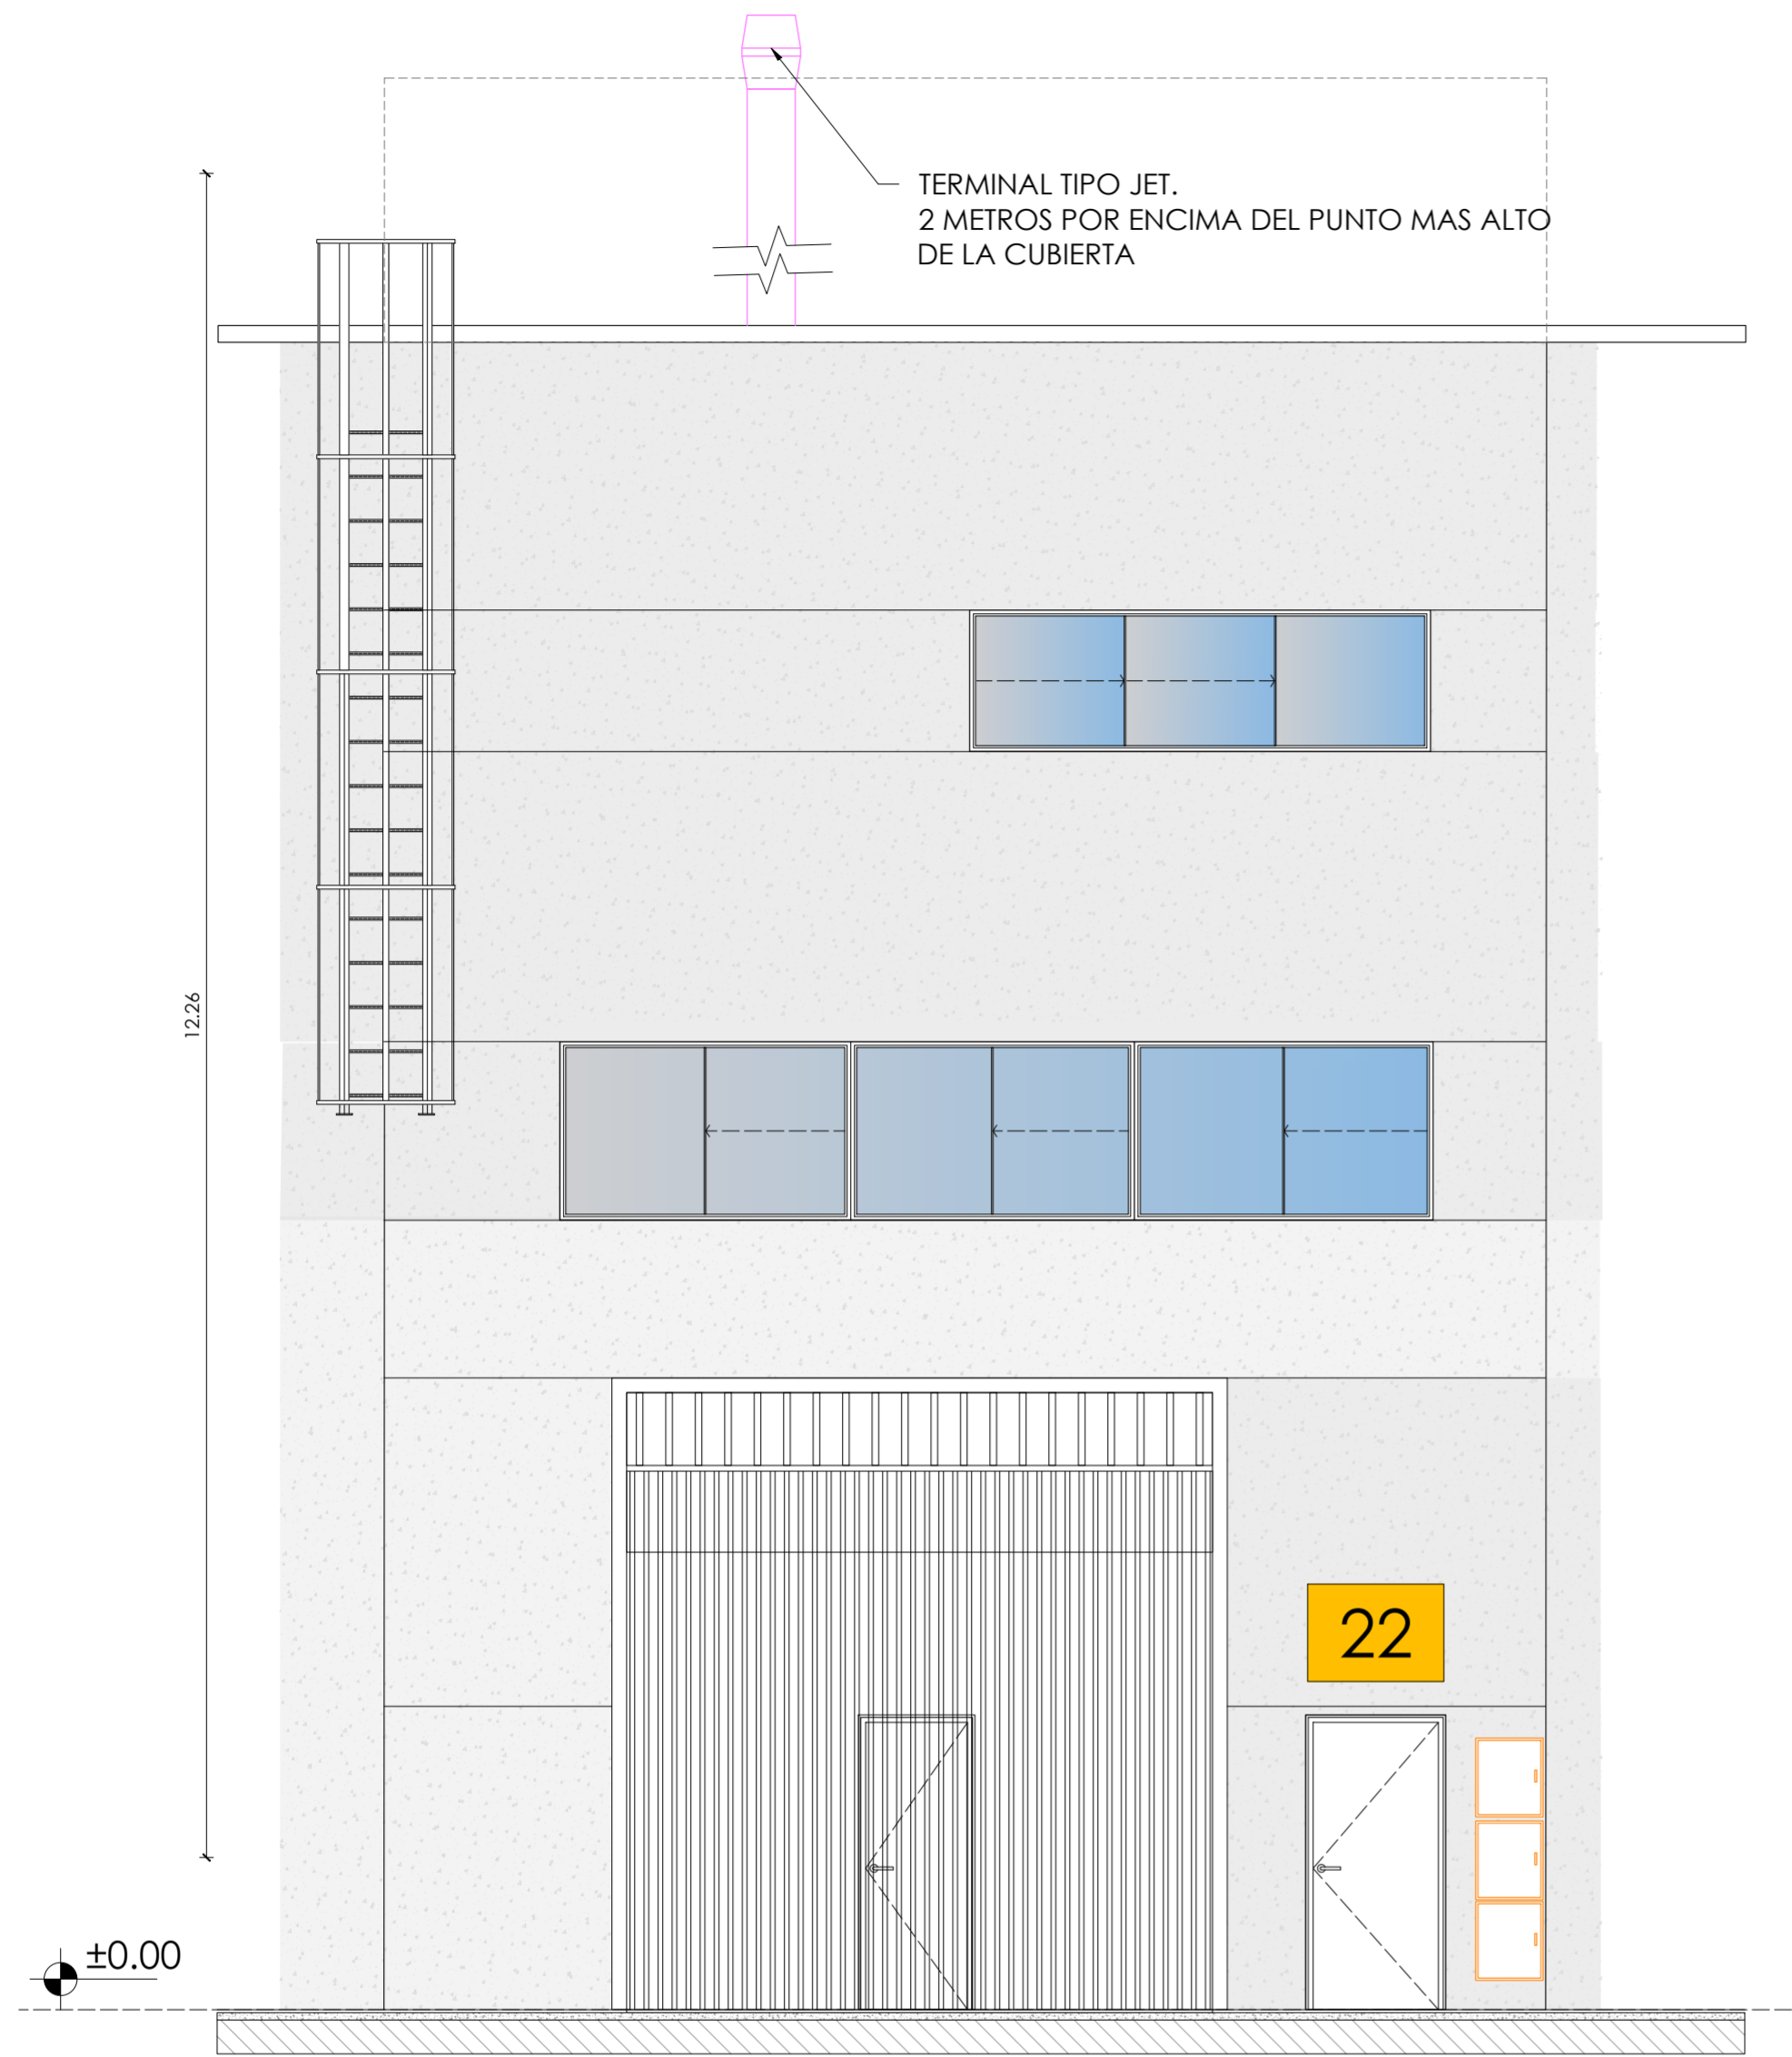 TERMINAL TIPO JET.
2 METROS POR ENCIMA DEL PUNTO MAS ALTO
DE LA CUBIERTA
12.26
22
±0.00